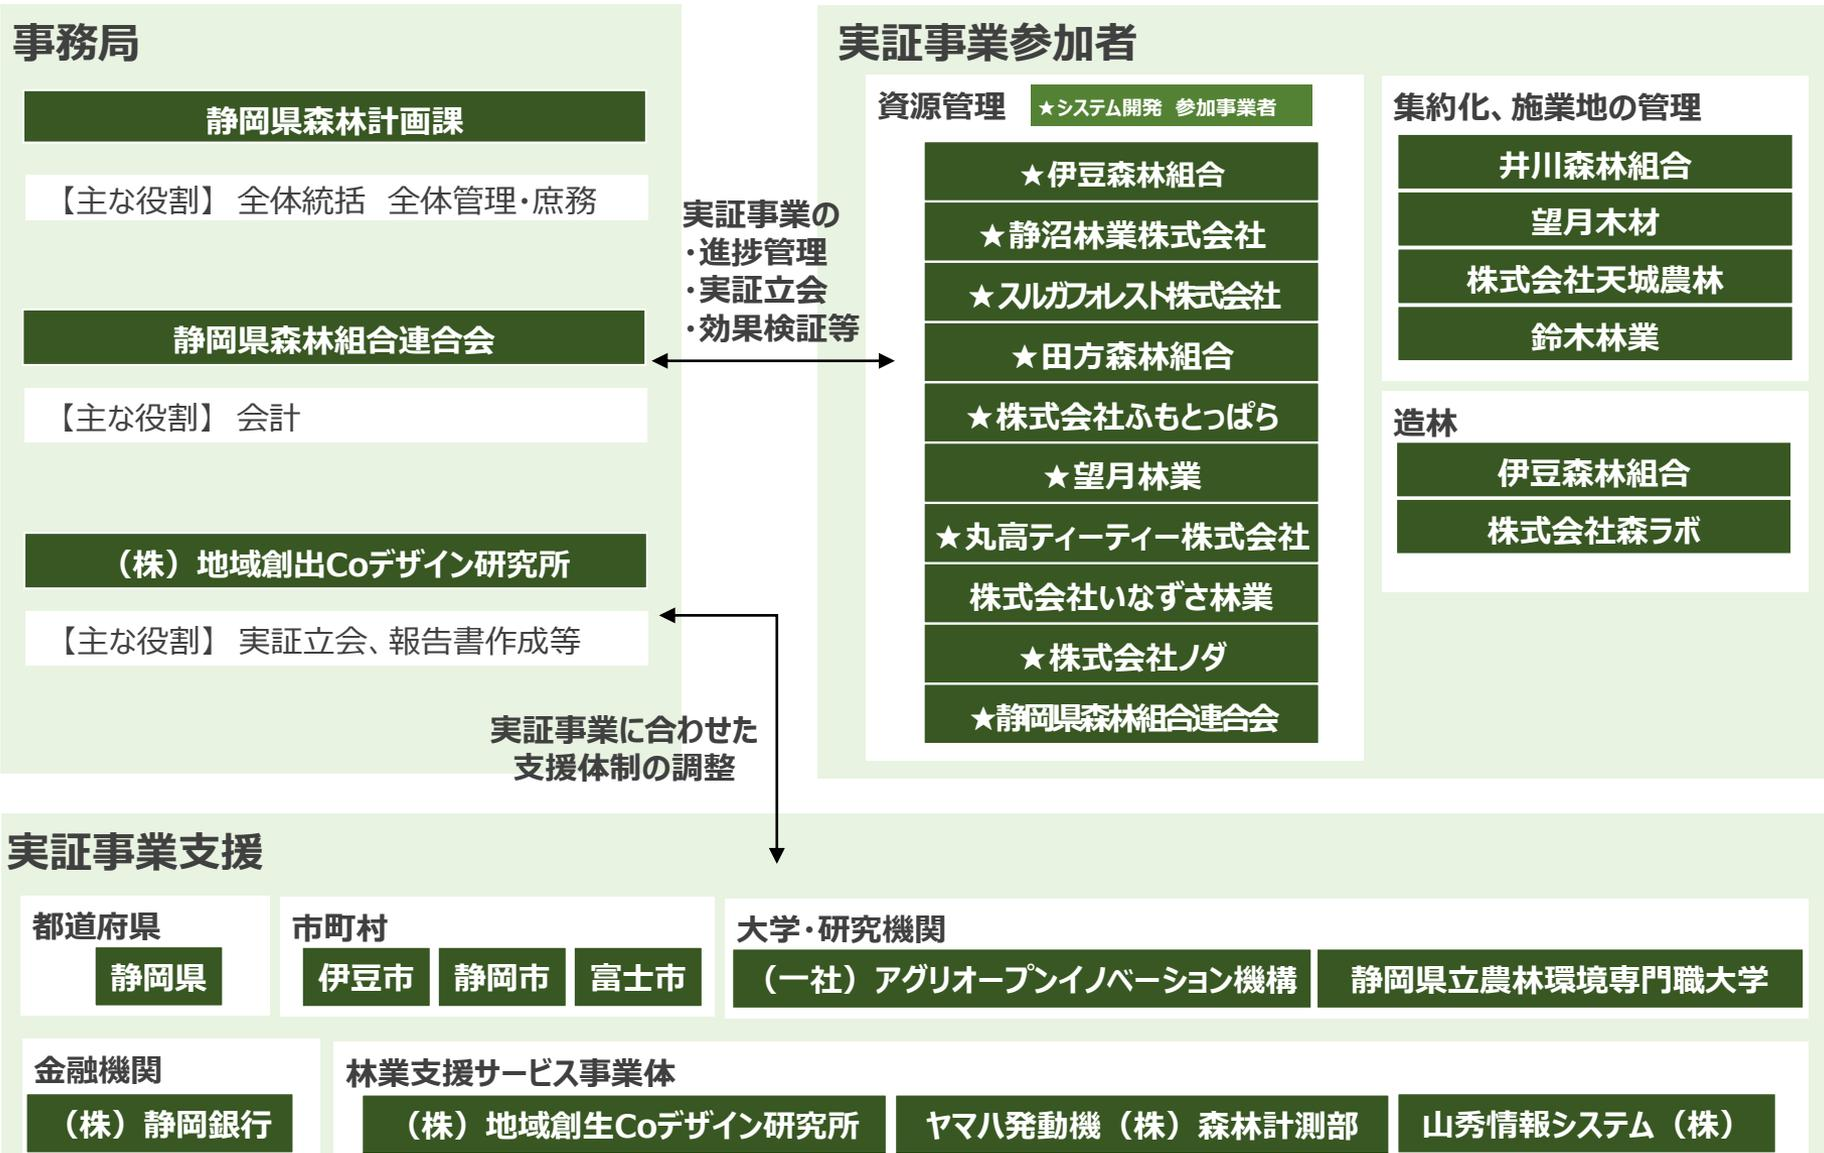 事務局
静岡県森林計画課
【主な役割】 全体統括 全体管理・庶務
静岡県森林組合連合会
【主な役割】 会計
（株）地域創出Coデザイン研究所
【主な役割】 実証立会、報告書作成等
実証事業の
・進捗管理
・実証立会
・効果検証等
実証事業に合わせた
支援体制の調整
実証事業参加者
資源管理
★システム開発 参加事業者
★伊豆森林組合
★静沼林業株式会社
★スルガフォレスト株式会社
★田方森林組合
★株式会社ふもとっぱら
★望月林業
★丸高ティーティー株式会社
株式会社いなずさ林業
★株式会社ノダ
★静岡県森林組合連合会
集約化、施業地の管理
井川森林組合
望月木材
株式会社天城農林
鈴木林業
造林
伊豆森林組合
株式会社森ラボ
実証事業支援
都道府県
静岡県
市町村
伊豆市 静岡市 富士市
大学・研究機関
（一社）アグリオープンイノベーション機構 静岡県立農林環境専門職大学
金融機関
（株）静岡銀行
林業支援サービス事業体
（株）地域創生Coデザイン研究所 ヤマハ発動機（株）森林計測部 山秀情報システム（株）